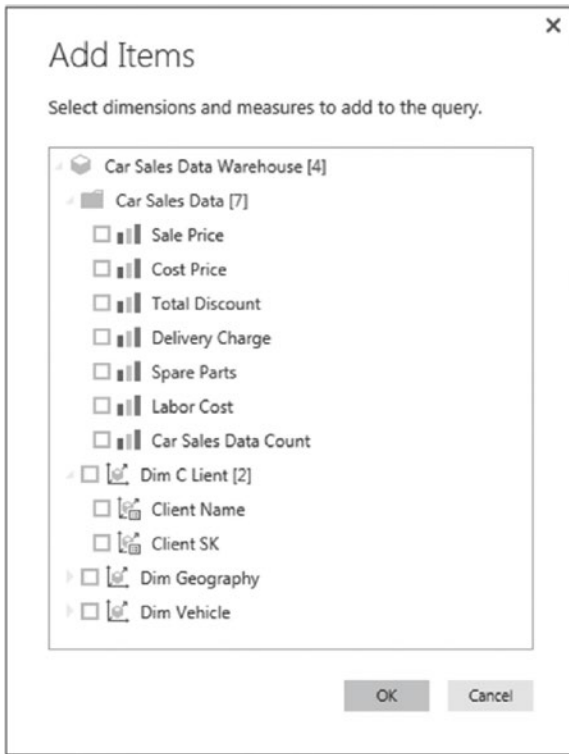 Add Items
Select dimensions and measures to add to the query.
Car Sales Data Warehouse [4]
Car Sales Data [7]
Sale Price
Cost Price
Total Discount
Delivery Charge
Spare Parts
Labor Cost
Car Sales Data Count
Dim C Lient [2]
Client Name
Client SK
Dim Geography
Dim Vehicle
OK Cancel